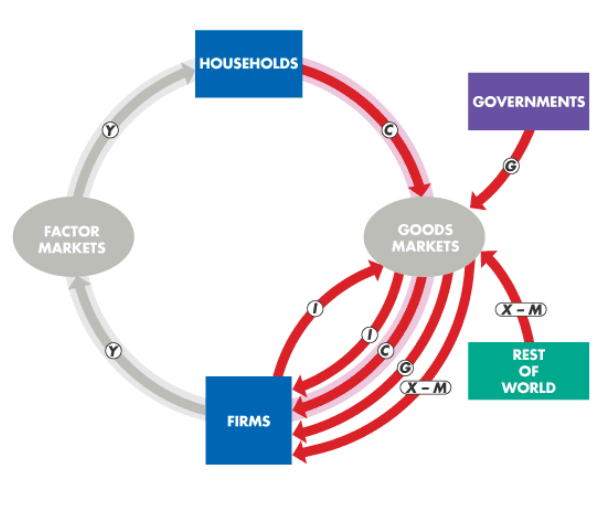 HOUSEHOLDS
GOVERNMENTS
Y
C
G
FACTOR
MARKETS
GOODS
MARKETS
X – M
I
I
Y
C
G
X – M
REST
OF
WORLD
FIRMS